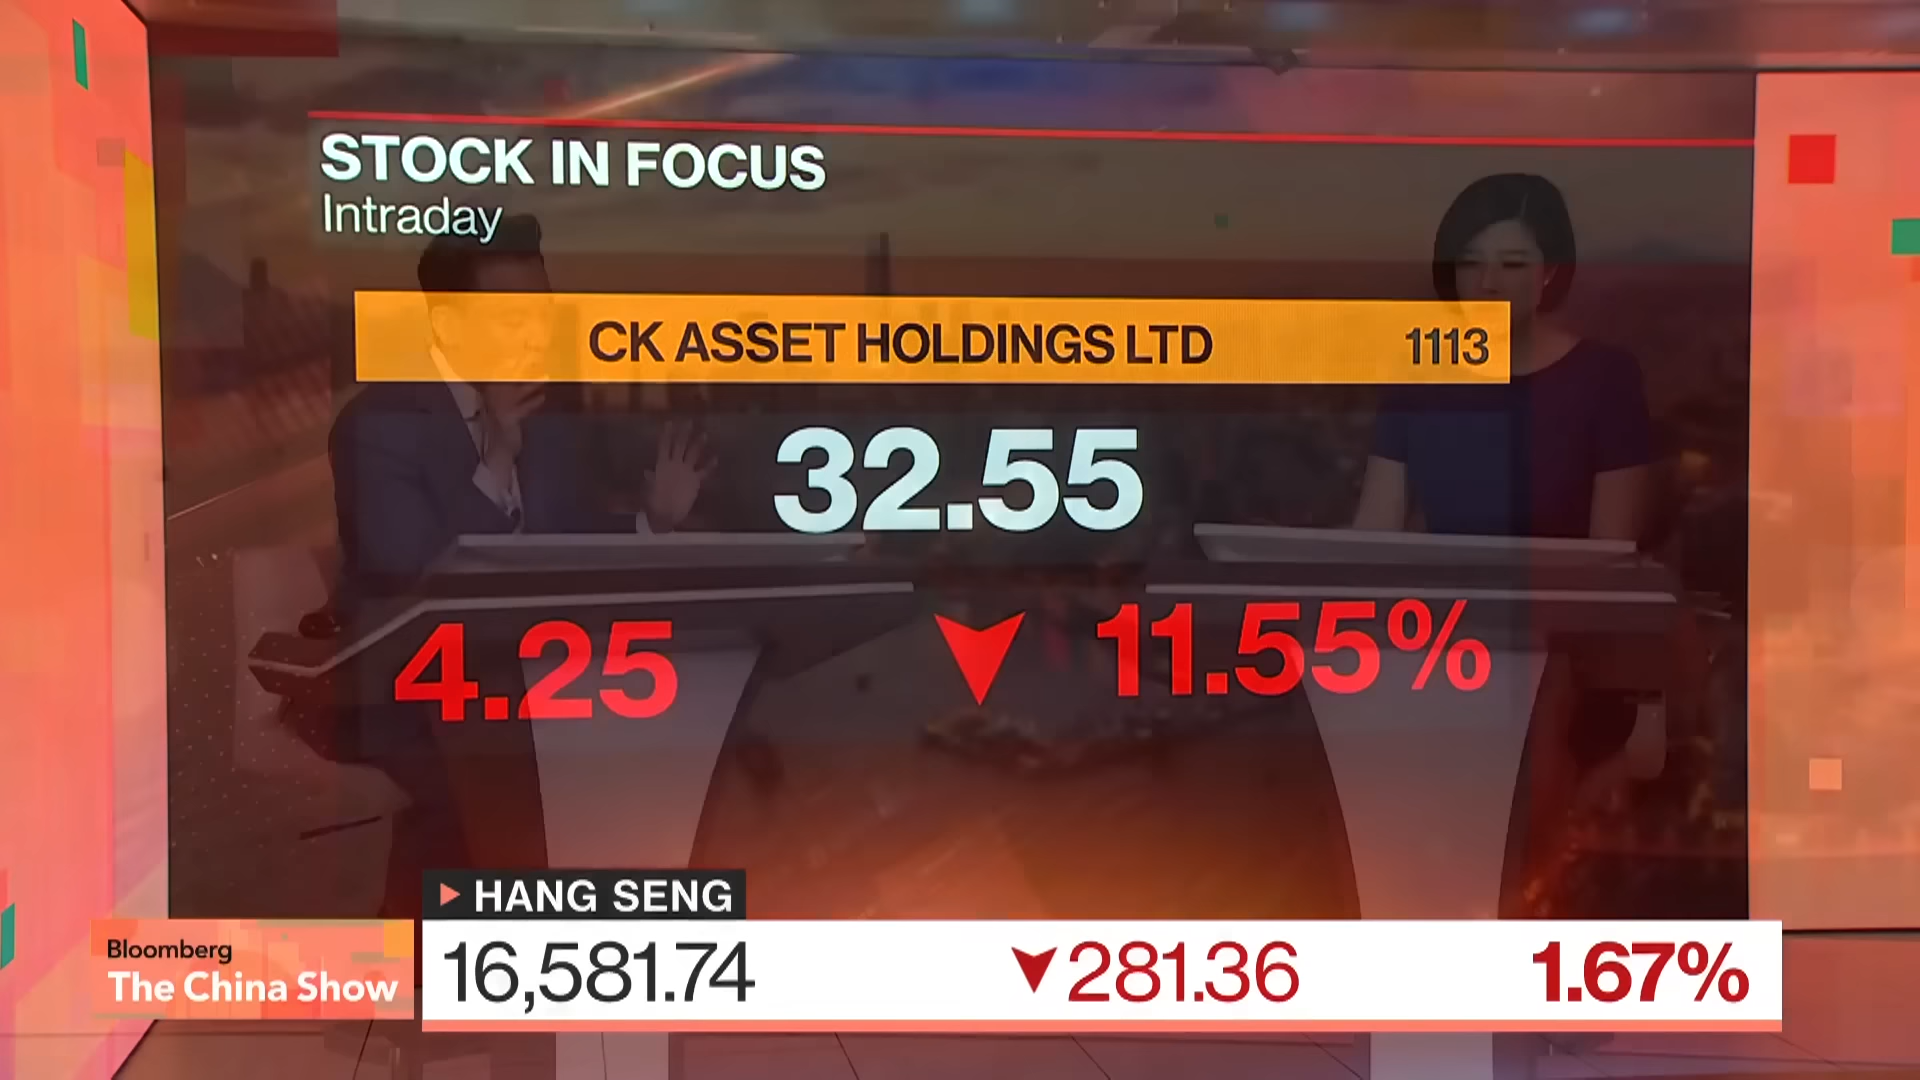 STOCK IN FOCUS
Intraday
CK ASSET HOLDINGS LTD 1113
32.55
4.25 11.55%
HANG SENG
16,581.74 281.36 1.67%
Bloomberg
The China Show